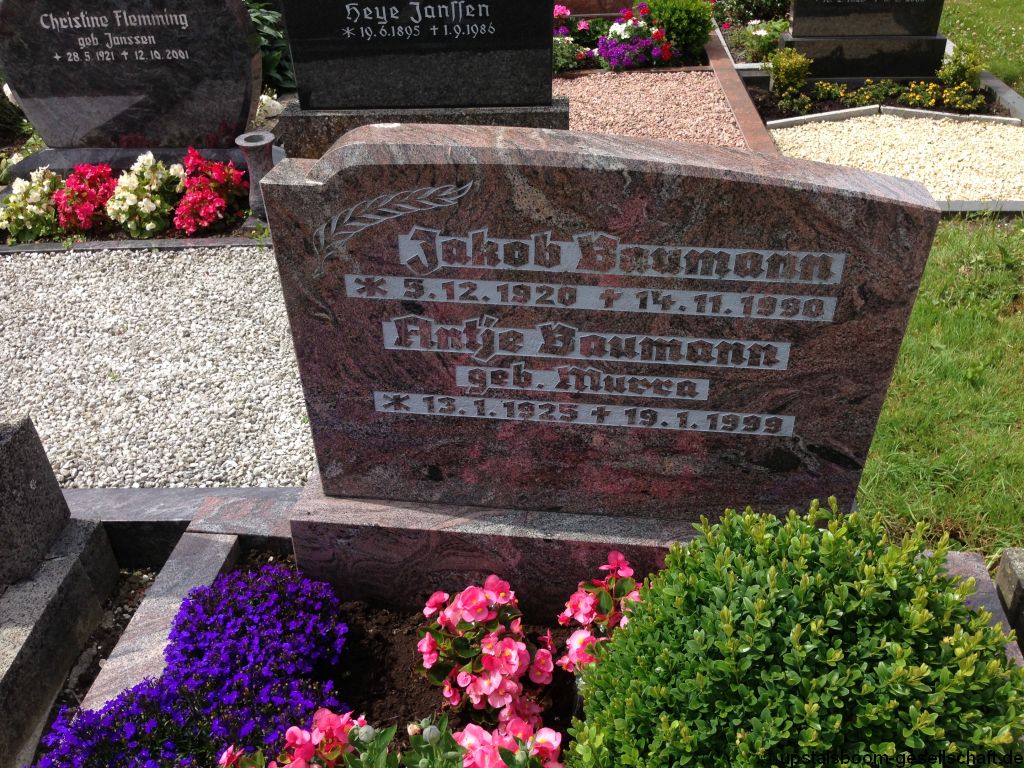 Christine Flemming
geb Janssen
* 28.5.1921 † 12.10.2001
Heye Janssen
* 19.6.1895 † 1.9.1986
Jakob Baumann
* 5.12.1920 † 14.11.1990
Antje Baumann
geb. Murra
* 13.1.1925 † 19.1.1999
upstalsboom-gesellschaft.de